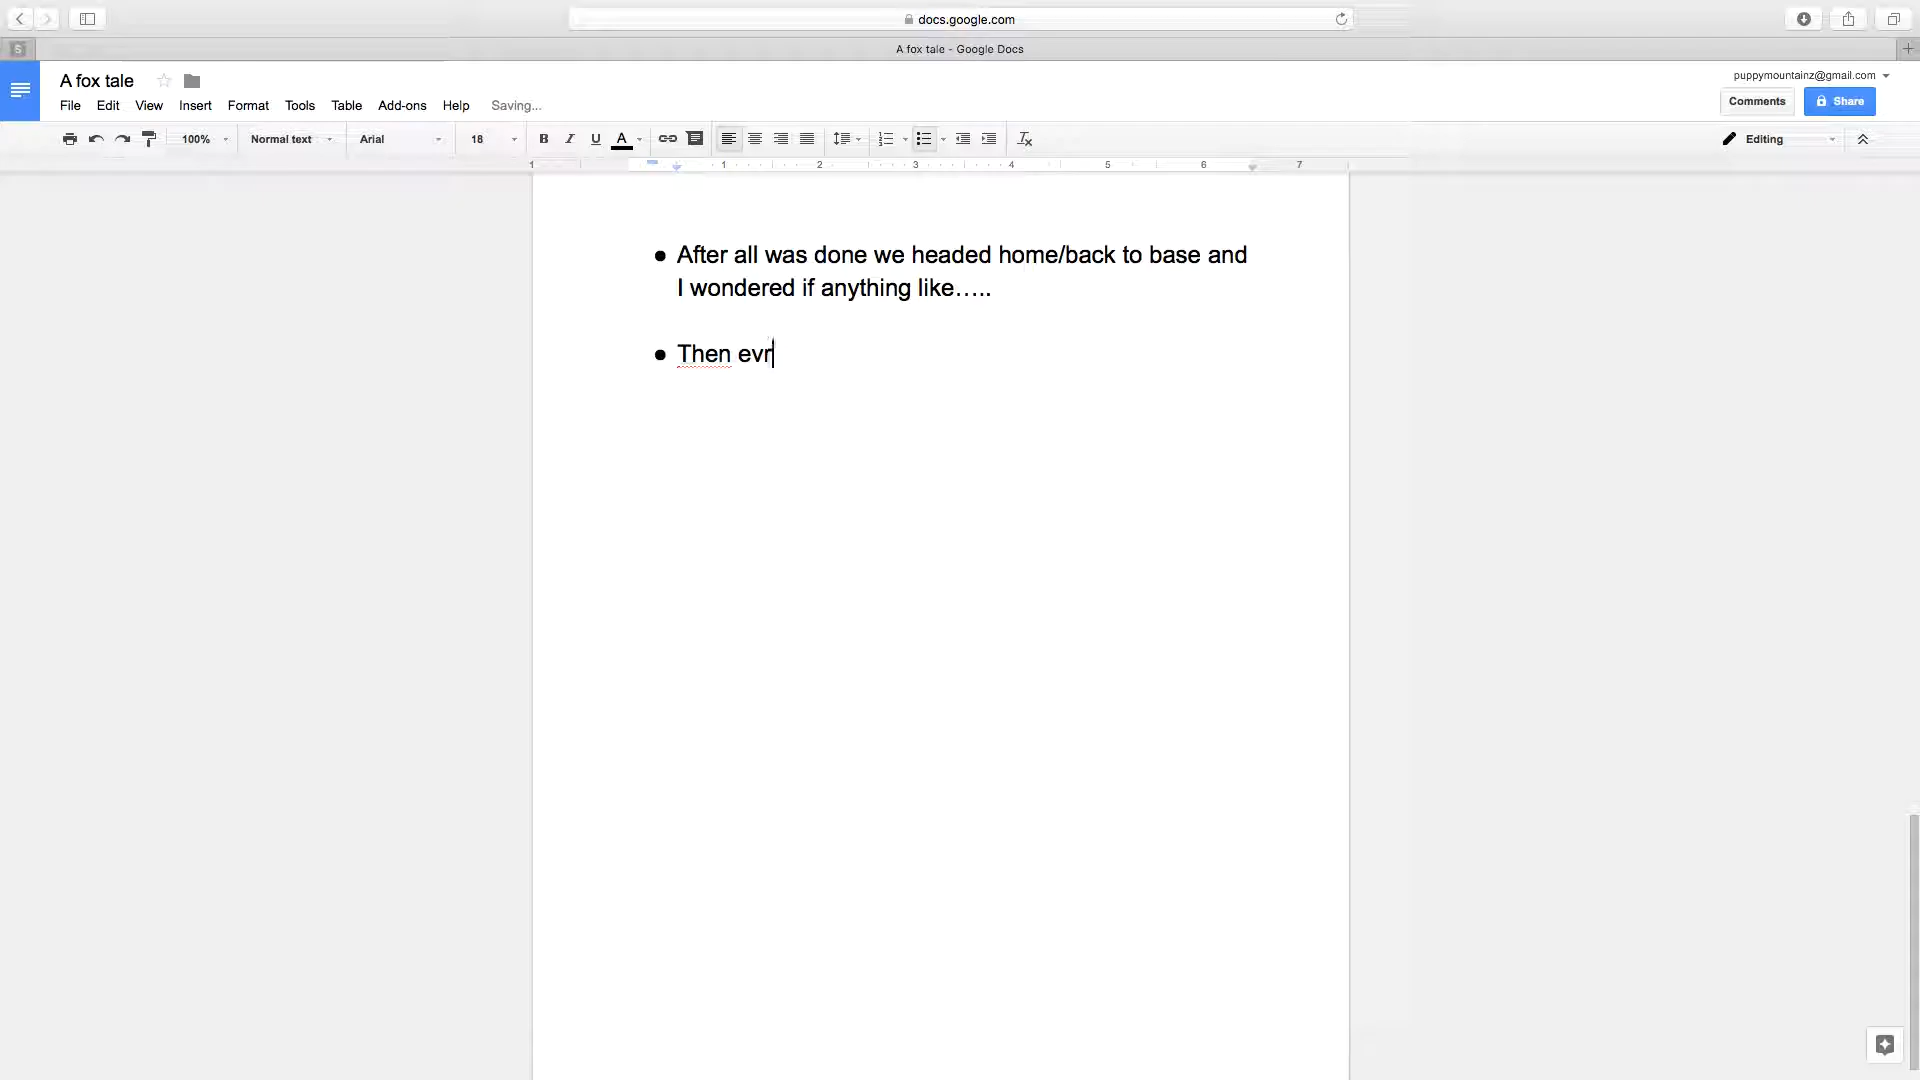 docs.google.com
S
A fox tale - Google Docs
A fox tale
puppymountainz@gmail.com
File Edit View Insert Format Tools Table Add-ons Help Saving...
Comments
Share
100% Normal text Arial 18 B I U A Editing
1 1 2 3 4 5 6 7
● After all was done we headed home/back to base and
I wondered if anything like…..
● Then evr